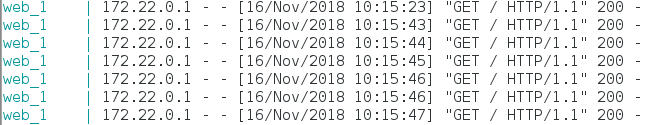 web_1 | 172.22.0.1 - - [16/Nov/2018 10:15:23] "GET / HTTP/1.1" 200 -
web_1 | 172.22.0.1 - - [16/Nov/2018 10:15:43] "GET / HTTP/1.1" 200 -
web_1 | 172.22.0.1 - - [16/Nov/2018 10:15:44] "GET / HTTP/1.1" 200 -
web_1 | 172.22.0.1 - - [16/Nov/2018 10:15:45] "GET / HTTP/1.1" 200 -
web_1 | 172.22.0.1 - - [16/Nov/2018 10:15:46] "GET / HTTP/1.1" 200 -
web_1 | 172.22.0.1 - - [16/Nov/2018 10:15:46] "GET / HTTP/1.1" 200 -
web_1 | 172.22.0.1 - - [16/Nov/2018 10:15:47] "GET / HTTP/1.1" 200 -